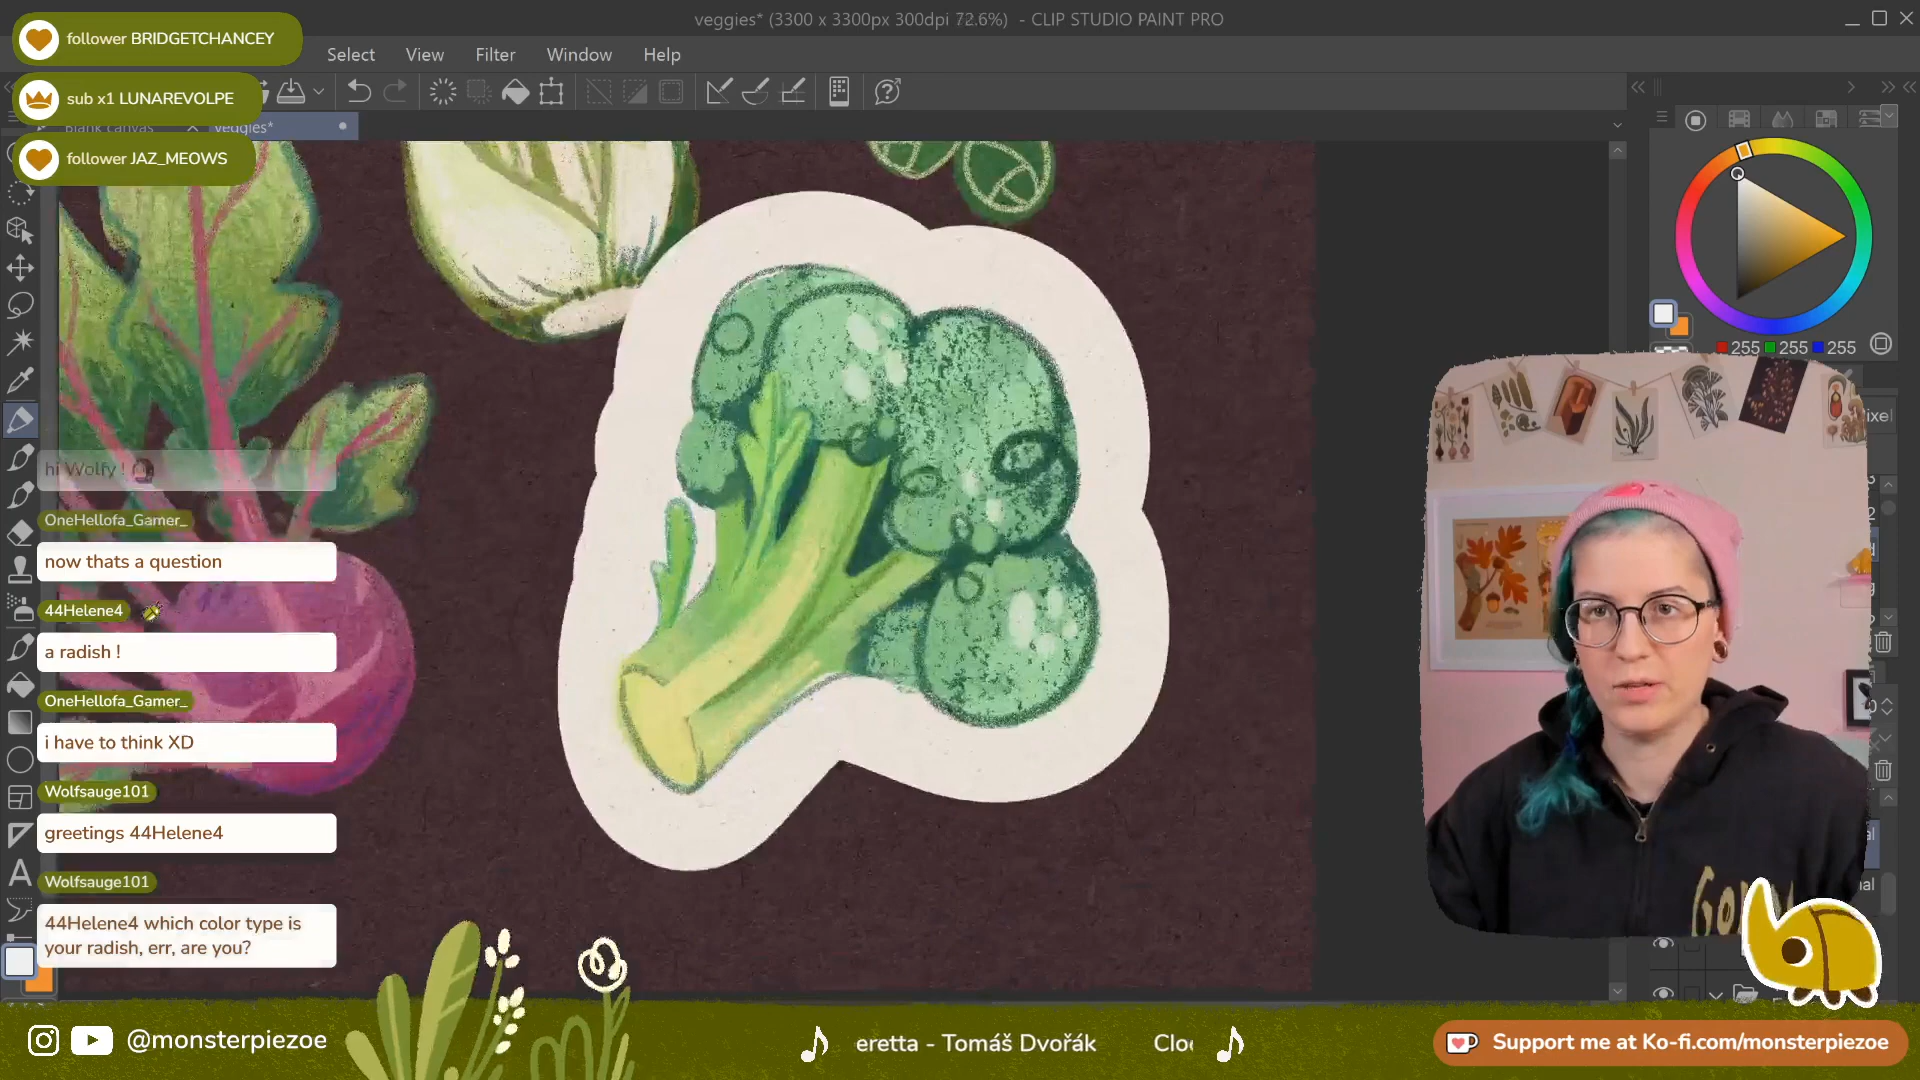 veggies* (3300 x 3300px 300dpi 72.6%) - CLIP STUDIO PAINT PRO
follower BRIDGETCHANCEY
Select View Filter Window Help
sub x1 LUNAREVOLPE
Blank canvas
veggies*
follower JAZ_MEOWS
255 255 255
hi Wolfy !
OneHellofa_Gamer_
now thats a question
44Helene4
a radish !
OneHellofa_Gamer_
i have to think XD
Wolfsauge101
greetings 44Helene4
Wolfsauge101
44Helene4 which color type is
your radish, err, are you?
@monsterpiezoe
eretta - Tomáš Dvořák
Support me at Ko-fi.com/monsterpiezoe